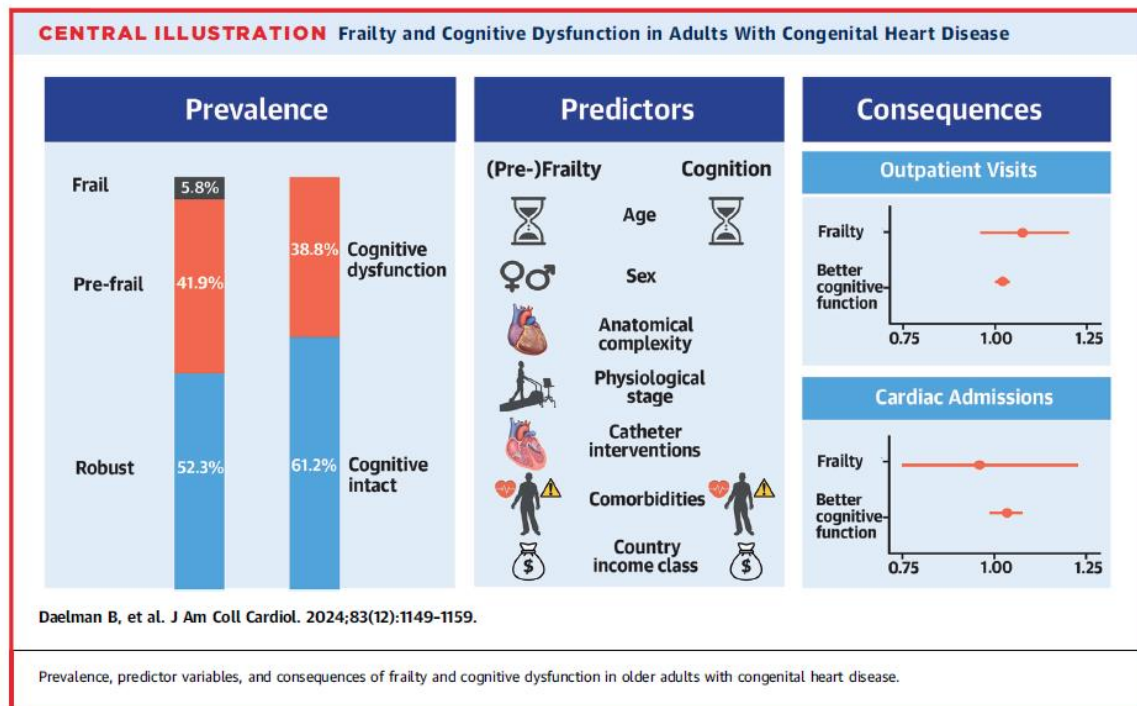 CENTRAL ILLUSTRATION Frailty and Cognitive Dysfunction in Adults With Congenital Heart Disease
Prevalence
Frail
5.8%
Pre-frail
41.9%
Robust
52.3%
38.8%
Cognitive
dysfunction
61.2%
Cognitive
intact
Predictors
(Pre-)Frailty
Cognition
Age
Sex
Anatomical
complexity
Physiological
stage
Catheter
interventions
Comorbidities
Country
income class
$
$
Consequences
Outpatient Visits
Frailty
Better
cognitive
function
0.75 1.00 1.25
Cardiac Admissions
Frailty
Better
cognitive
function
0.75 1.00 1.25
Daelman B, et al. J Am Coll Cardiol. 2024;83(12):1149-1159.
Prevalence, predictor variables, and consequences of frailty and cognitive dysfunction in older adults with congenital heart disease.